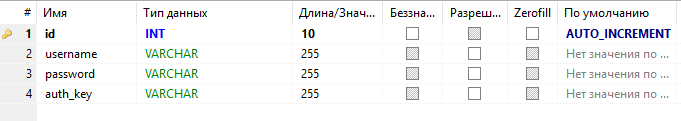 # Имя Тип данных Длина/Знач... Беззна... Разреш... Zerofill По умолчанию
1 id INT 10 AUTO_INCREMENT
2 username VARCHAR 255 Нет значения по ...
3 password VARCHAR 255 Нет значения по ...
4 auth_key VARCHAR 255 Нет значения по ...